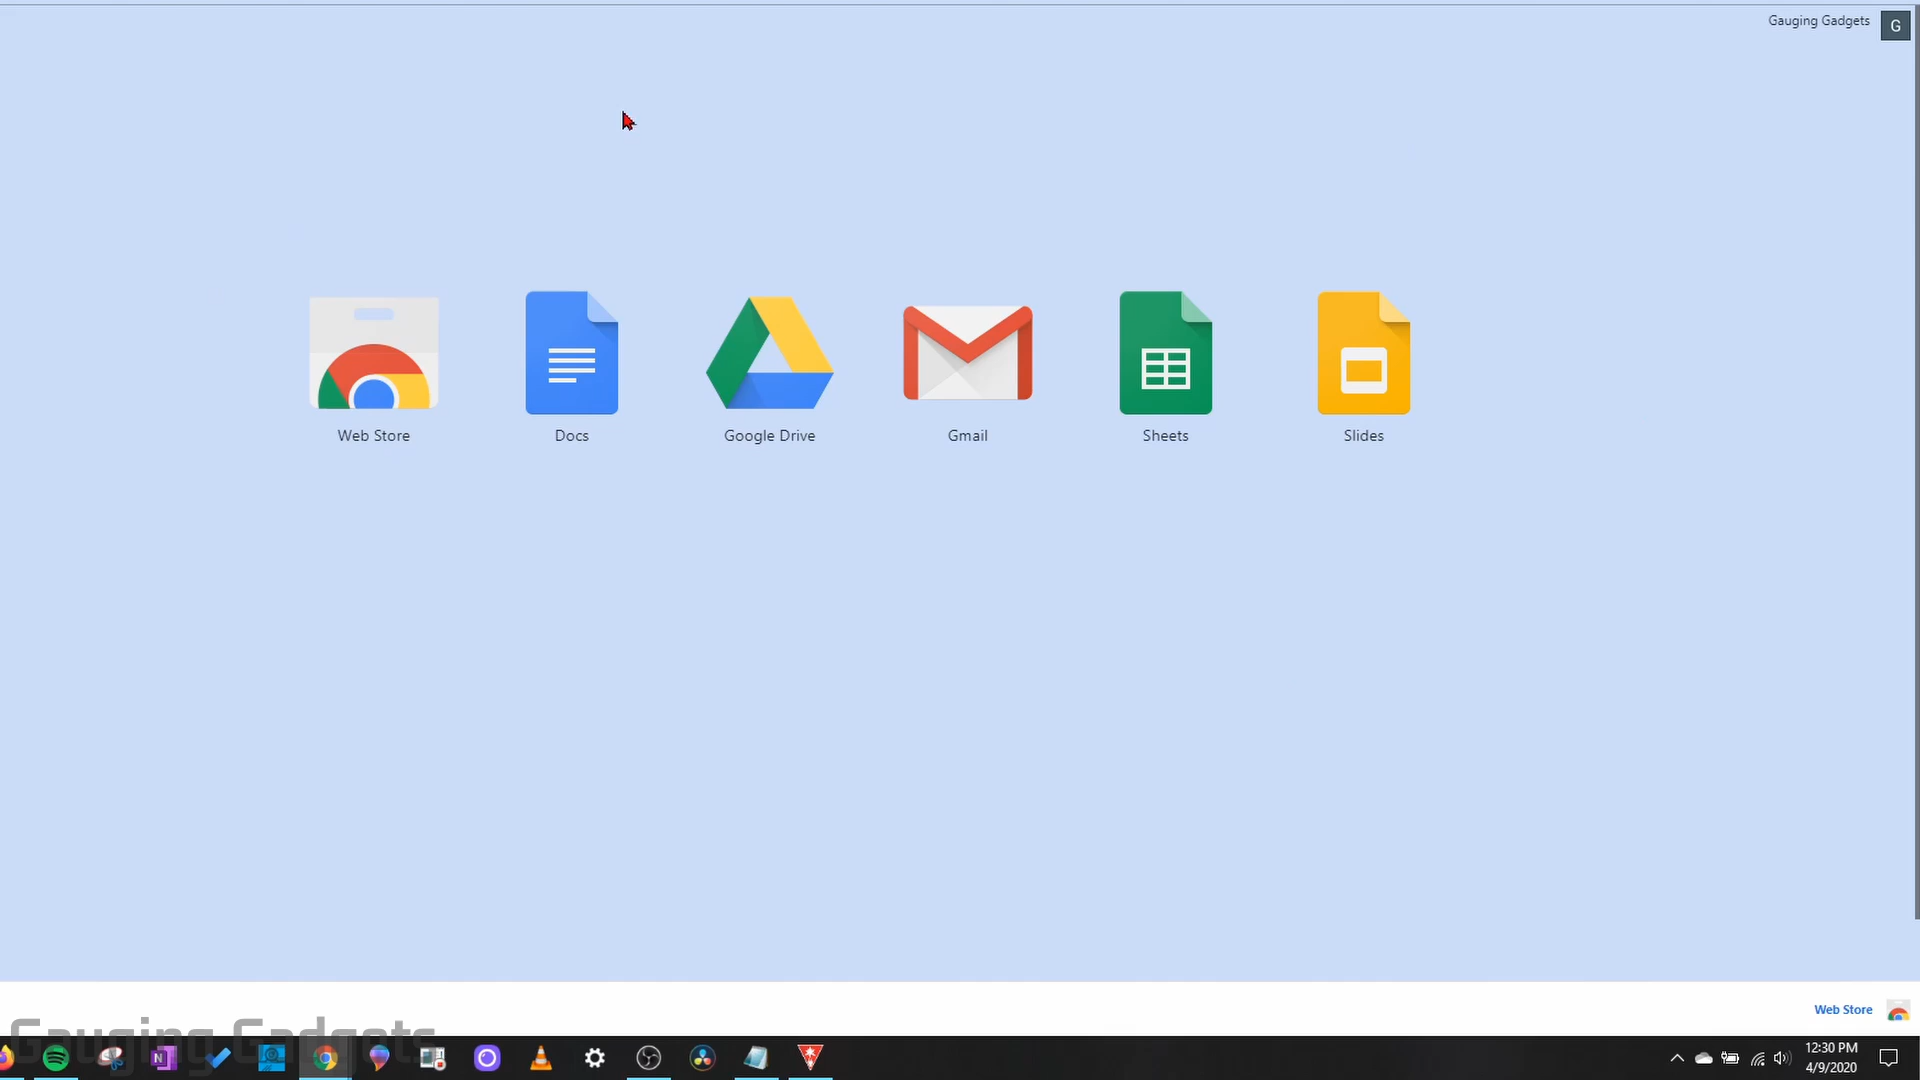 Gauging Gadgets
G
Web Store
Docs
Google Drive
Gmail
Sheets
Slides
Web Store
Gauging Gadgets
N
12:30 PM
4/9/2020